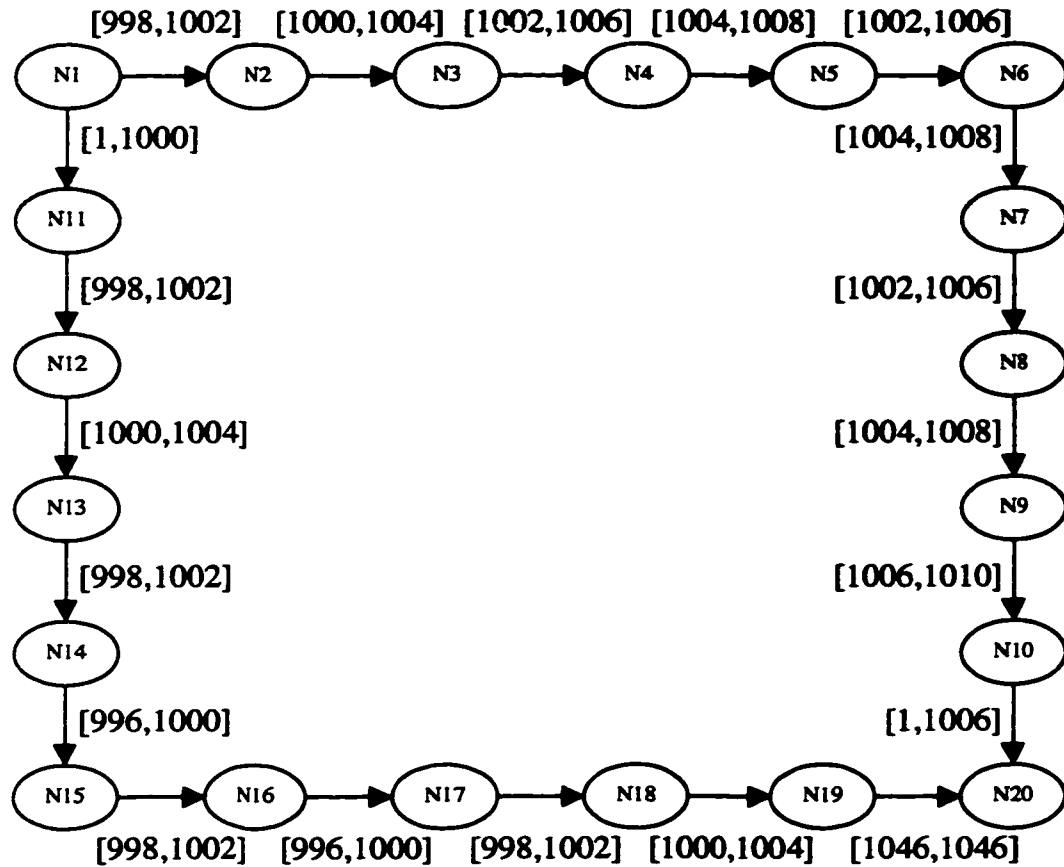 [998,1002] [1000,1004] [1002,1006] [1004,1008] [1002,1006]
N1 N2 N3 N4 N5 N6
[1,1000] [1004,1008]
N11 N7
[998,1002] [1002,1006]
N12 N8
[1000,1004] [1004,1008]
N13 N9
[998,1002] [1006,1010]
N14 N10
[996,1000] [1,1006]
N15 N16 N17 N18 N19 N20
[998,1002] [996,1000] [998,1002] [1000,1004] [1046,1046]